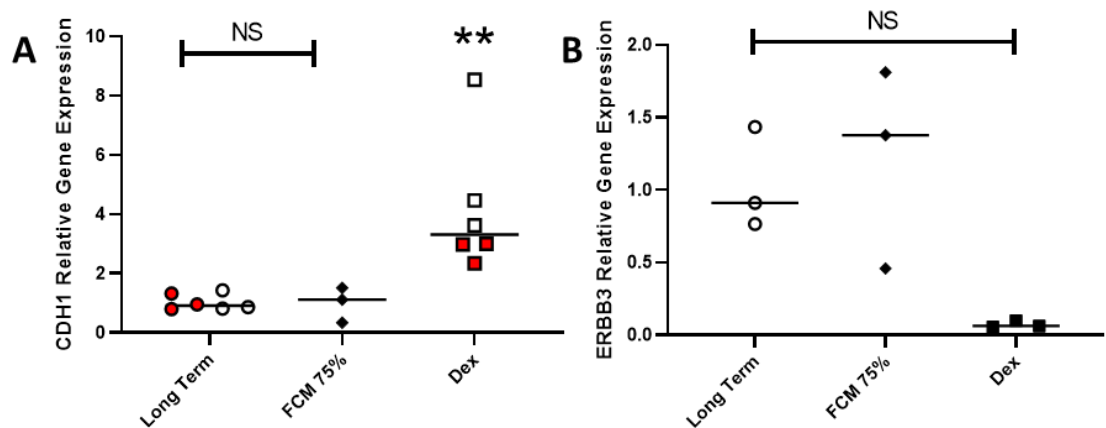 A
CDH1 Relative Gene Expression
10
8
6
4
2
0
NS
**
Long Term
FCM 75%
Dex
B
ERBB3 Relative Gene Expression
2.0
1.5
1.0
0.5
0.0
NS
Long Term
FCM 75%
Dex